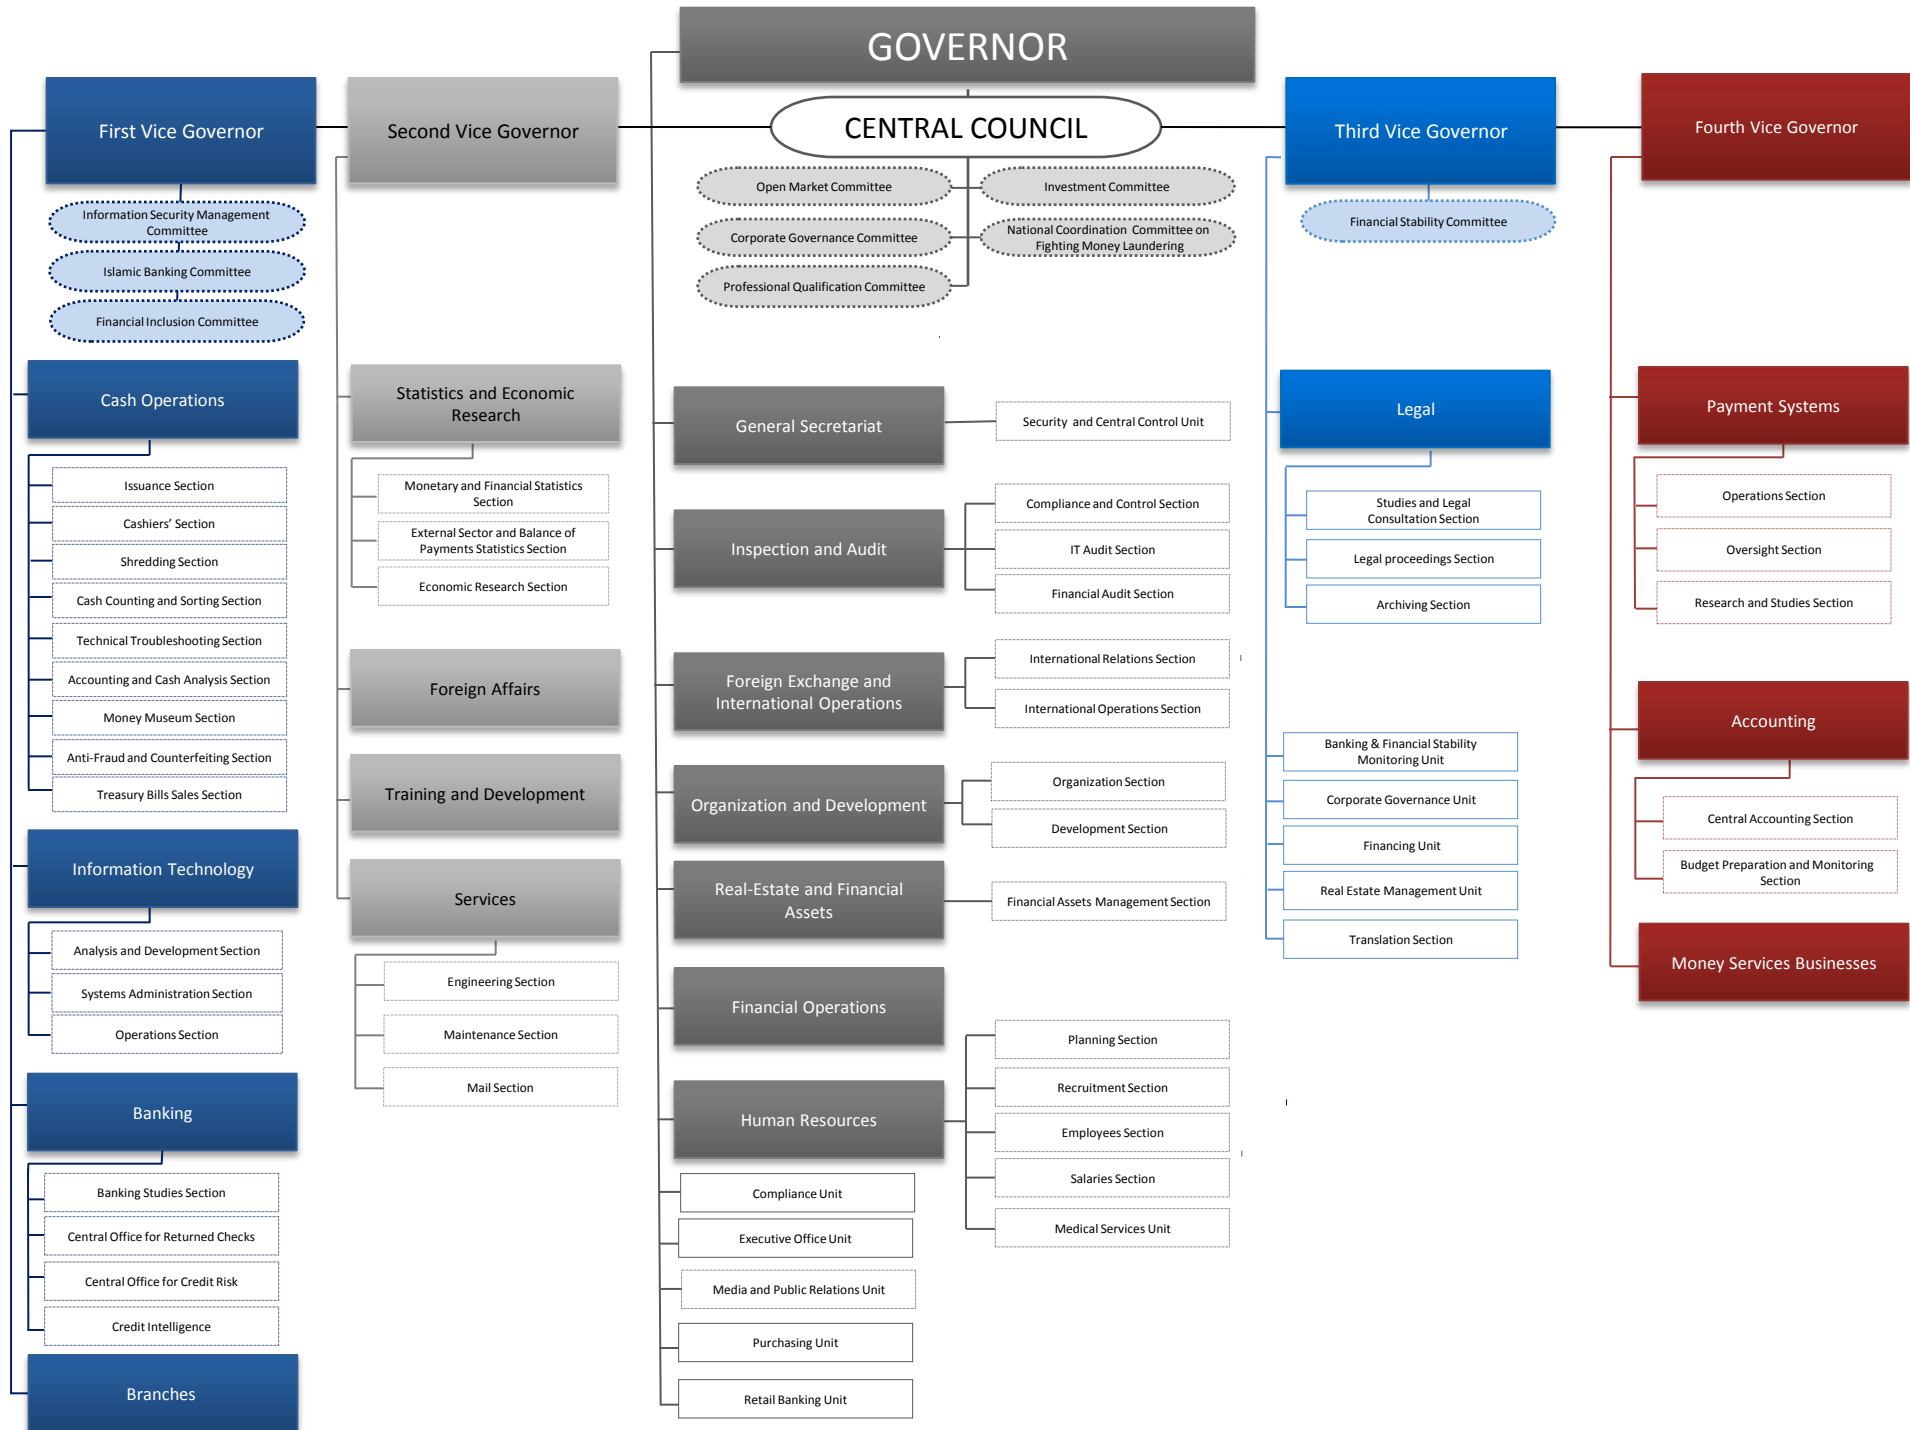 GOVERNOR
CENTRAL COUNCIL
Open Market Committee
Investment Committee
Corporate Governance Committee
National Coordination Committee on
Fighting Money Laundering
Professional Qualification Committee
First Vice Governor
Information Security Management
Committee
Islamic Banking Committee
Financial Inclusion Committee
Cash Operations
Issuance Section
Cashiers’ Section
Shredding Section
Cash Counting and Sorting Section
Technical Troubleshooting Section
Accounting and Cash Analysis Section
Money Museum Section
Anti-Fraud and Counterfeiting Section
Treasury Bills Sales Section
Information Technology
Analysis and Development Section
Systems Administration Section
Operations Section
Banking
Banking Studies Section
Central Office for Returned Checks
Central Office for Credit Risk
Credit Intelligence
Branches
Second Vice Governor
Statistics and Economic
Research
Monetary and Financial Statistics
Section
External Sector and Balance of
Payments Statistics Section
Economic Research Section
Foreign Affairs
Training and Development
Services
Engineering Section
Maintenance Section
Mail Section
General Secretariat
Security and Central Control Unit
Inspection and Audit
Compliance and Control Section
IT Audit Section
Financial Audit Section
Foreign Exchange and
International Operations
International Relations Section
International Operations Section
Organization and Development
Organization Section
Development Section
Real-Estate and Financial
Assets
Financial Assets Management Section
Financial Operations
Human Resources
Planning Section
Recruitment Section
Employees Section
Salaries Section
Medical Services Unit
Compliance Unit
Executive Office Unit
Media and Public Relations Unit
Purchasing Unit
Retail Banking Unit
Third Vice Governor
Financial Stability Committee
Legal
Studies and Legal
Consultation Section
Legal proceedings Section
Archiving Section
Banking & Financial Stability
Monitoring Unit
Corporate Governance Unit
Financing Unit
Real Estate Management Unit
Translation Section
Fourth Vice Governor
Payment Systems
Operations Section
Oversight Section
Research and Studies Section
Accounting
Central Accounting Section
Budget Preparation and Monitoring
Section
Money Services Businesses